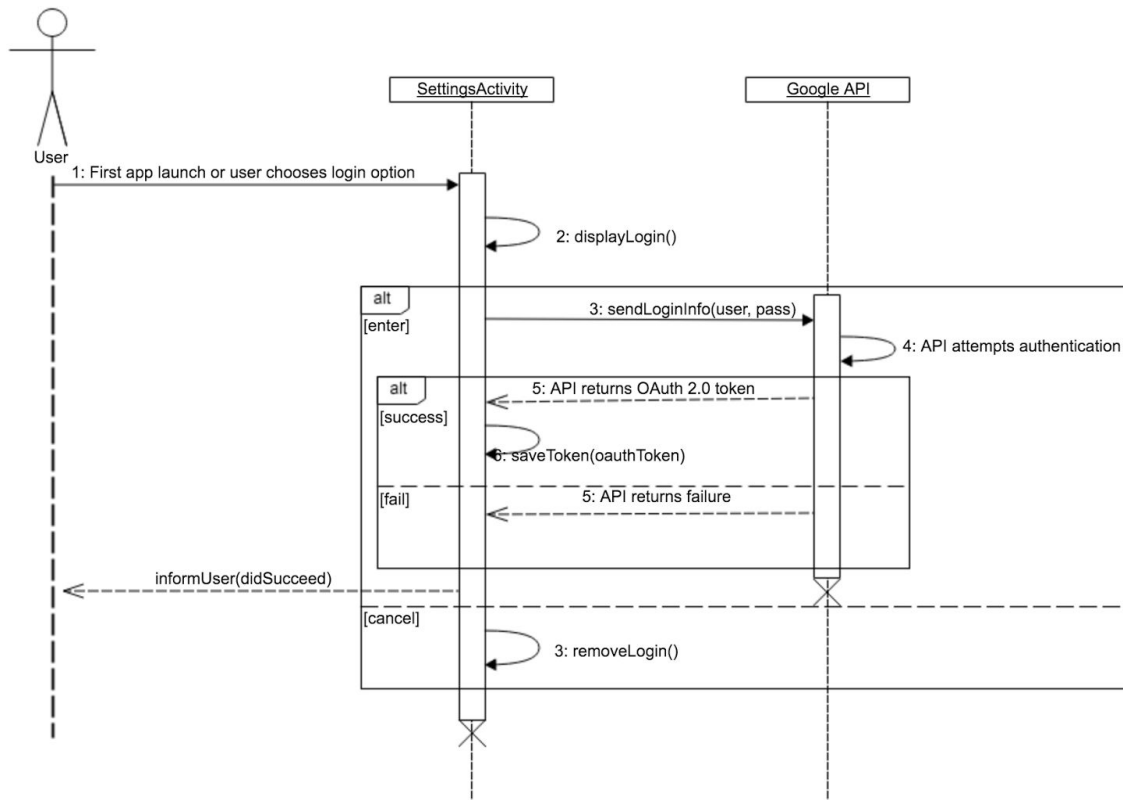 SettingsActivity
Google API
User
1: First app launch or user chooses login option
2: displayLogin()
alt
[enter]
3: sendLoginInfo(user, pass)
4: API attempts authentication
alt
[success]
5: API returns OAuth 2.0 token
6: saveToken(oauthToken)
[fail]
5: API returns failure
informUser(didSucceed)
[cancel]
3: removeLogin()